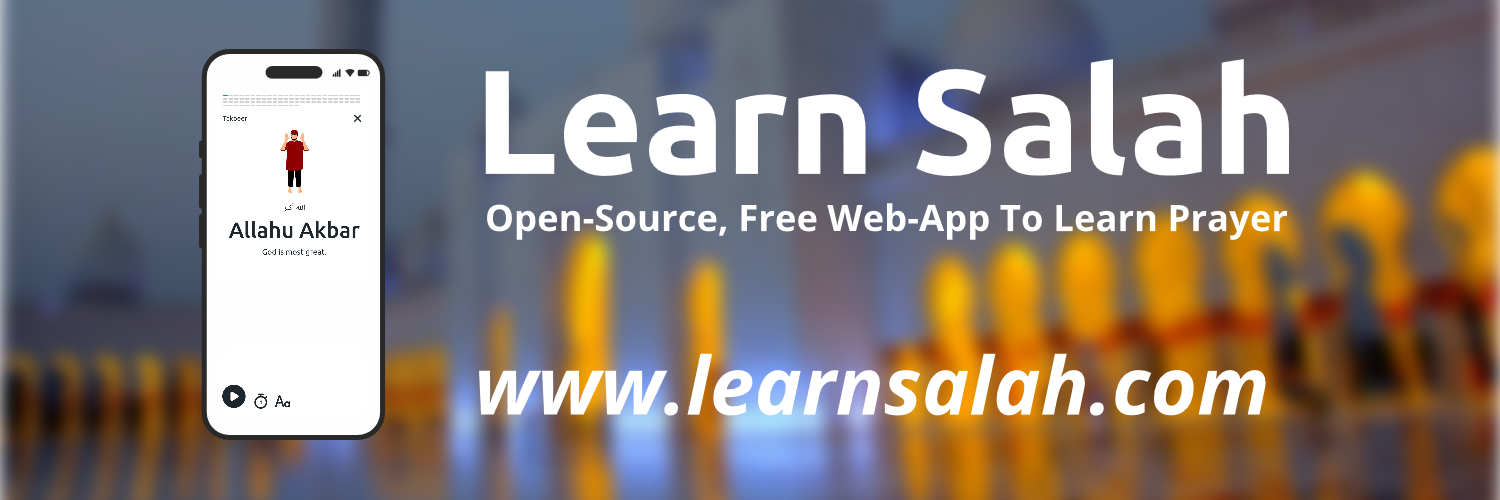 Takbeer
الله أكبر
Allahu Akbar
God is most great.
Aa
Learn Salah
Open-Source, Free Web-App To Learn Prayer
www.learnsalah.com